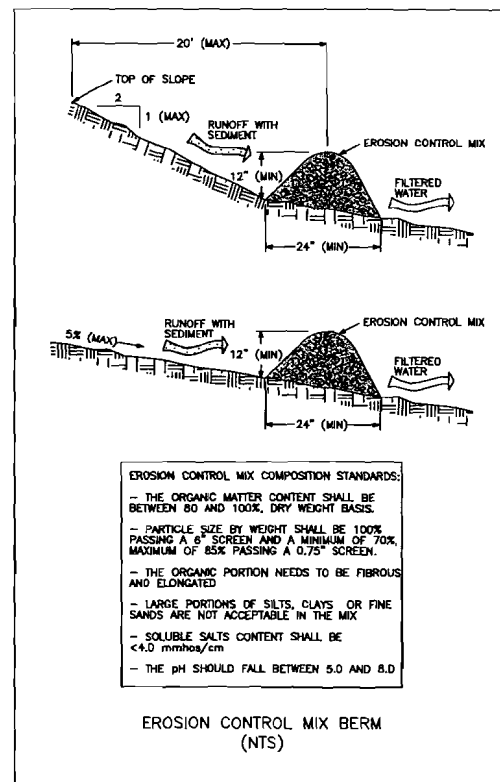 20' (MAX)
TOP OF SLOPE
2
1 (MAX)
RUNOFF WITH
SEDIMENT
EROSION CONTROL MIX
12" (MIN)
FILTERED
WATER
24" (MIN)
5% (MAX)
RUNOFF WITH
SEDIMENT
EROSION CONTROL MIX
12" (MIN)
FILTERED
WATER
24" (MIN)
EROSION CONTROL MIX COMPOSITION STANDARDS:
- THE ORGANIC MATTER CONTENT SHALL BE
BETWEEN 80 AND 100%, DRY WEIGHT BASIS.
- PARTICLE SIZE BY WEIGHT SHALL BE 100%
PASSING A 6" SCREEN AND A MINIMUM OF 70%,
MAXIMUM OF 85% PASSING A 0.75" SCREEN.
- THE ORGANIC PORTION NEEDS TO BE FIBROUS
AND ELONGATED
- LARGE PORTIONS OF SILTS, CLAYS OR FINE
SANDS ARE NOT ACCEPTABLE IN THE MIX
- SOLUBLE SALTS CONTENT SHALL BE
<4.0 mmhos/cm
- THE pH SHOULD FALL BETWEEN 5.0 AND 8.0
EROSION CONTROL MIX BERM
(NTS)